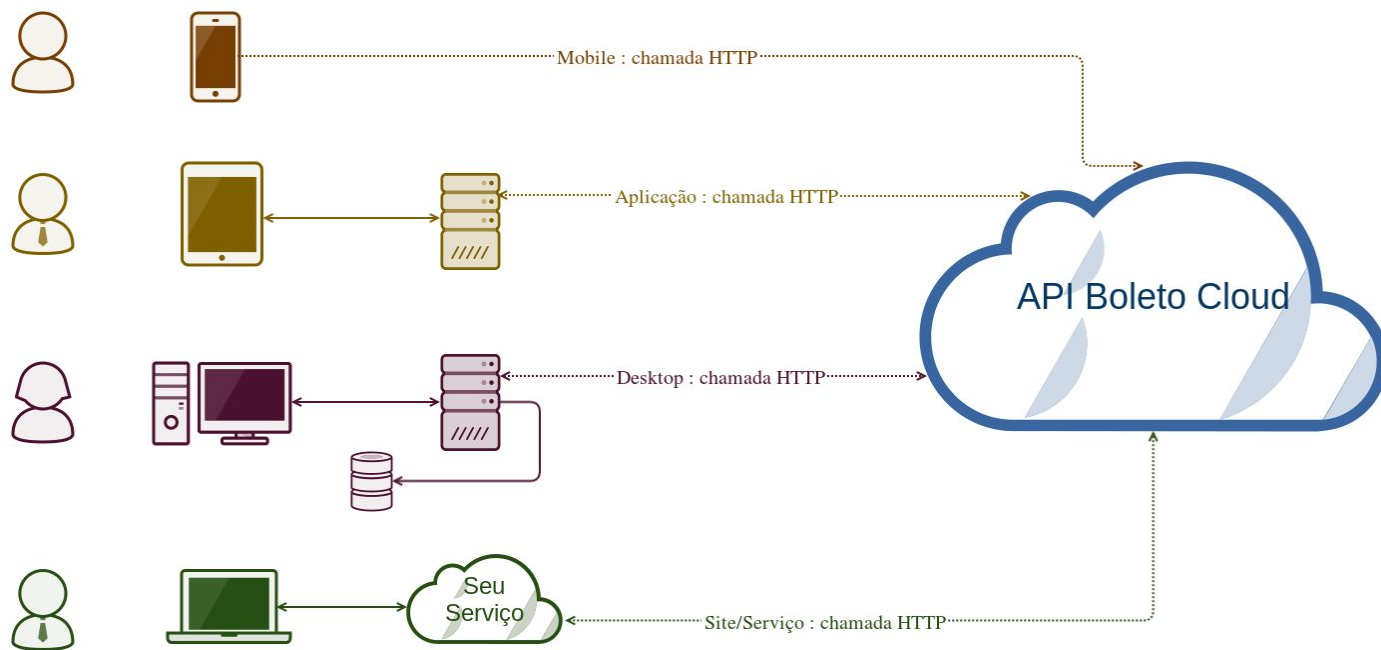 Mobile : chamada HTTP
Aplicação : chamada HTTP
API Boleto Cloud
Desktop : chamada HTTP
Seu
Serviço
Site/Serviço : chamada HTTP